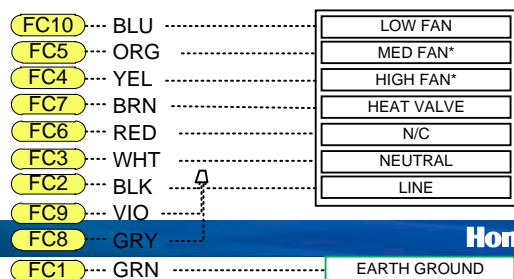 FC10 BLU LOW FAN
FC5 ORG MED FAN*
FC4 YEL HIGH FAN*
FC7 BRN HEAT VALVE
FC6 RED N/C
FC3 WHT NEUTRAL
FC2 BLK LINE
FC9 VIO
FC8 GRY Hon
FC1 GRN EARTH GROUND